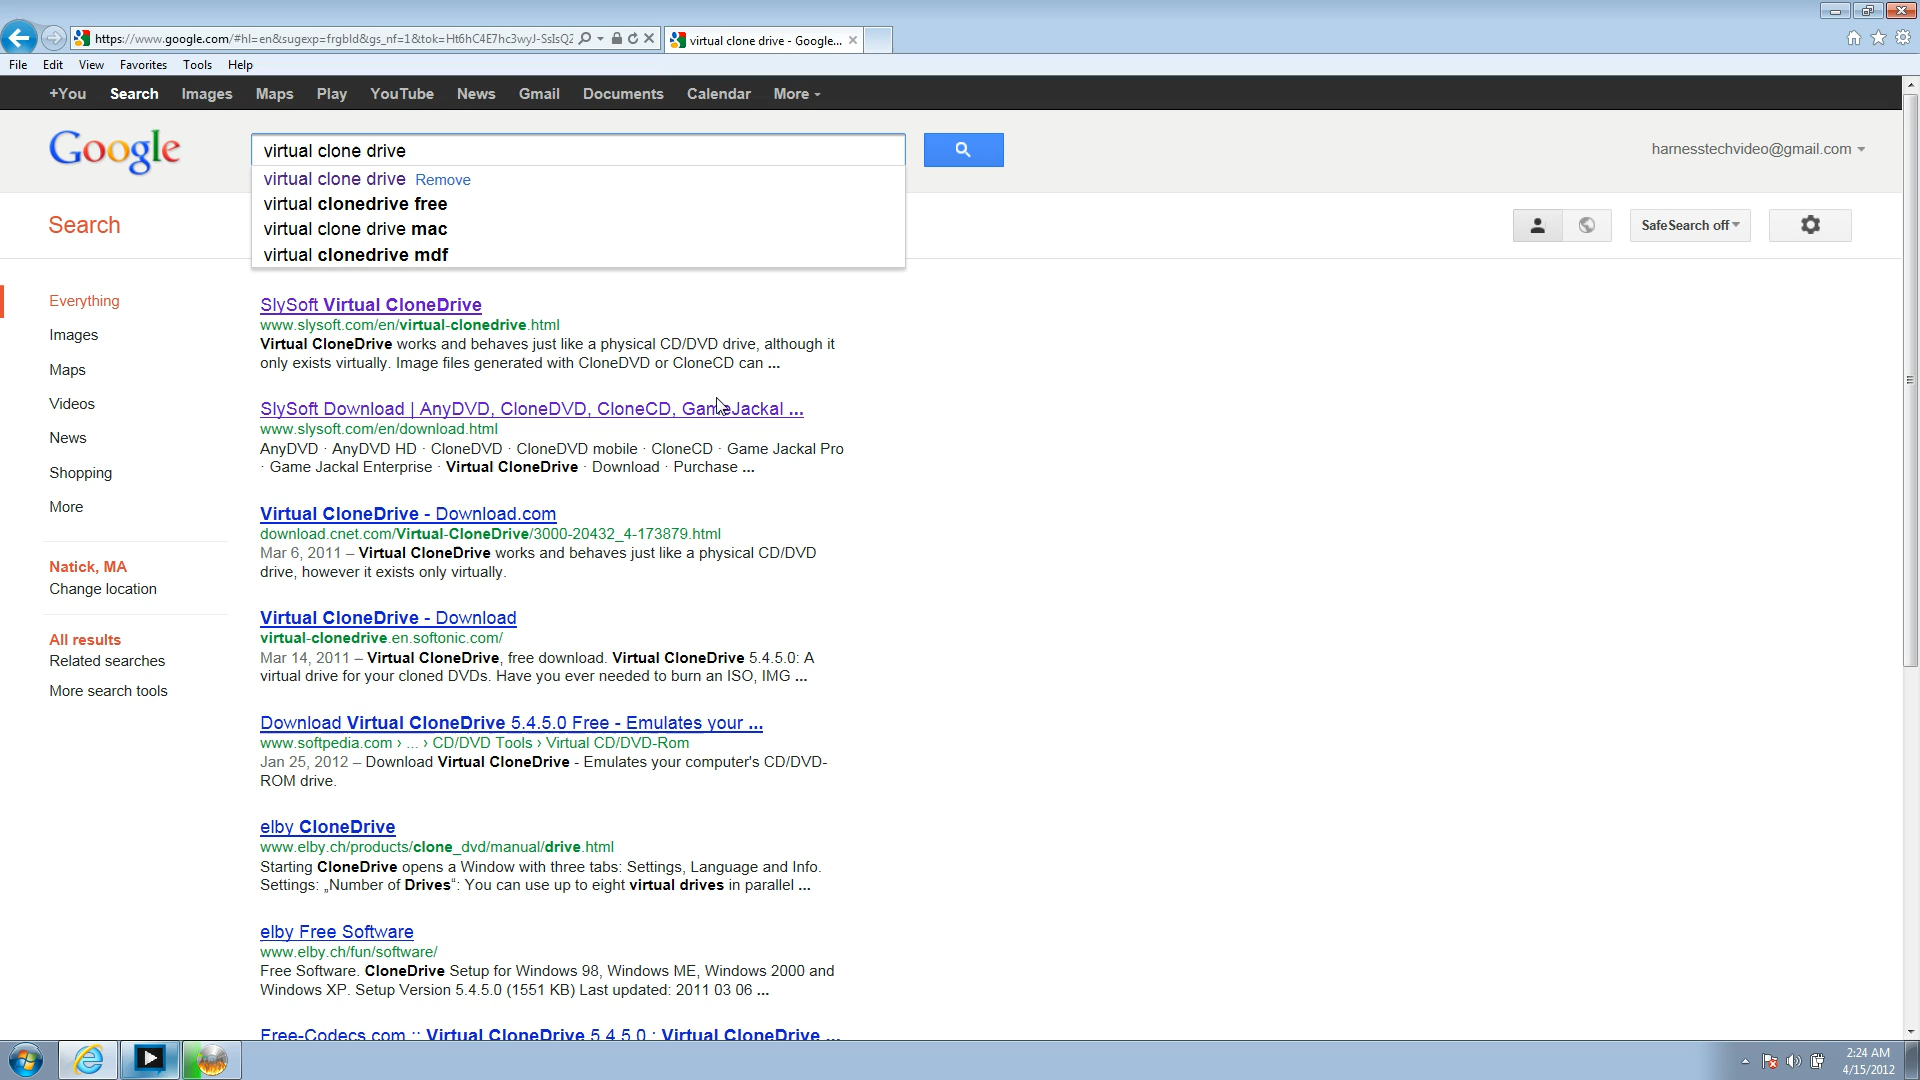 https://www.google.com/#hl=en&sugexp=frgbld&gs_nf=1&tok=Ht6hC4E7hc3wyJ-SsIsQ2
virtual clone drive - Google...
File Edit View Favorites Tools Help
+You Search Images Maps Play YouTube News Gmail Documents Calendar More
Google
virtual clone drive
harnesstechvideo@gmail.com
virtual clone drive Remove
virtual clonedrive free
virtual clone drive mac
virtual clonedrive mdf
Search
SafeSearch off
Everything
Images
Maps
Videos
News
Shopping
More
Natick, MA
Change location
All results
Related searches
More search tools
SlySoft Virtual CloneDrive
www.slysoft.com/en/virtual-clonedrive.html
Virtual CloneDrive works and behaves just like a physical CD/DVD drive, although it
only exists virtually. Image files generated with CloneDVD or CloneCD can ...
SlySoft Download | AnyDVD, CloneDVD, CloneCD, GameJackal ...
www.slysoft.com/en/download.html
AnyDVD · AnyDVD HD · CloneDVD · CloneDVD mobile · CloneCD · Game Jackal Pro
· Game Jackal Enterprise · Virtual CloneDrive · Download · Purchase ...
Virtual CloneDrive - Download.com
download.cnet.com/Virtual-CloneDrive/3000-20432_4-173879.html
Mar 6, 2011 – Virtual CloneDrive works and behaves just like a physical CD/DVD
drive, however it exists only virtually.
Virtual CloneDrive - Download
virtual-clonedrive.en.softonic.com/
Mar 14, 2011 – Virtual CloneDrive, free download. Virtual CloneDrive 5.4.5.0: A
virtual drive for your cloned DVDs. Have you ever needed to burn an ISO, IMG ...
Download Virtual CloneDrive 5.4.5.0 Free - Emulates your ...
www.softpedia.com › ... › CD/DVD Tools › Virtual CD/DVD-Rom
Jan 25, 2012 – Download Virtual CloneDrive - Emulates your computer's CD/DVD-
ROM drive.
elby CloneDrive
www.elby.ch/products/clone_dvd/manual/drive.html
Starting CloneDrive opens a Window with three tabs: Settings, Language and Info.
Settings: „Number of Drives“: You can use up to eight virtual drives in parallel ...
elby Free Software
www.elby.ch/fun/software/
Free Software. CloneDrive Setup for Windows 98, Windows ME, Windows 2000 and
Windows XP. Setup Version 5.4.5.0 (1551 KB) Last updated: 2011 03 06 ...
Free-Codecs.com :: Virtual CloneDrive 5.4.5.0 : Virtual CloneDrive ...
2:24 AM
4/15/2012